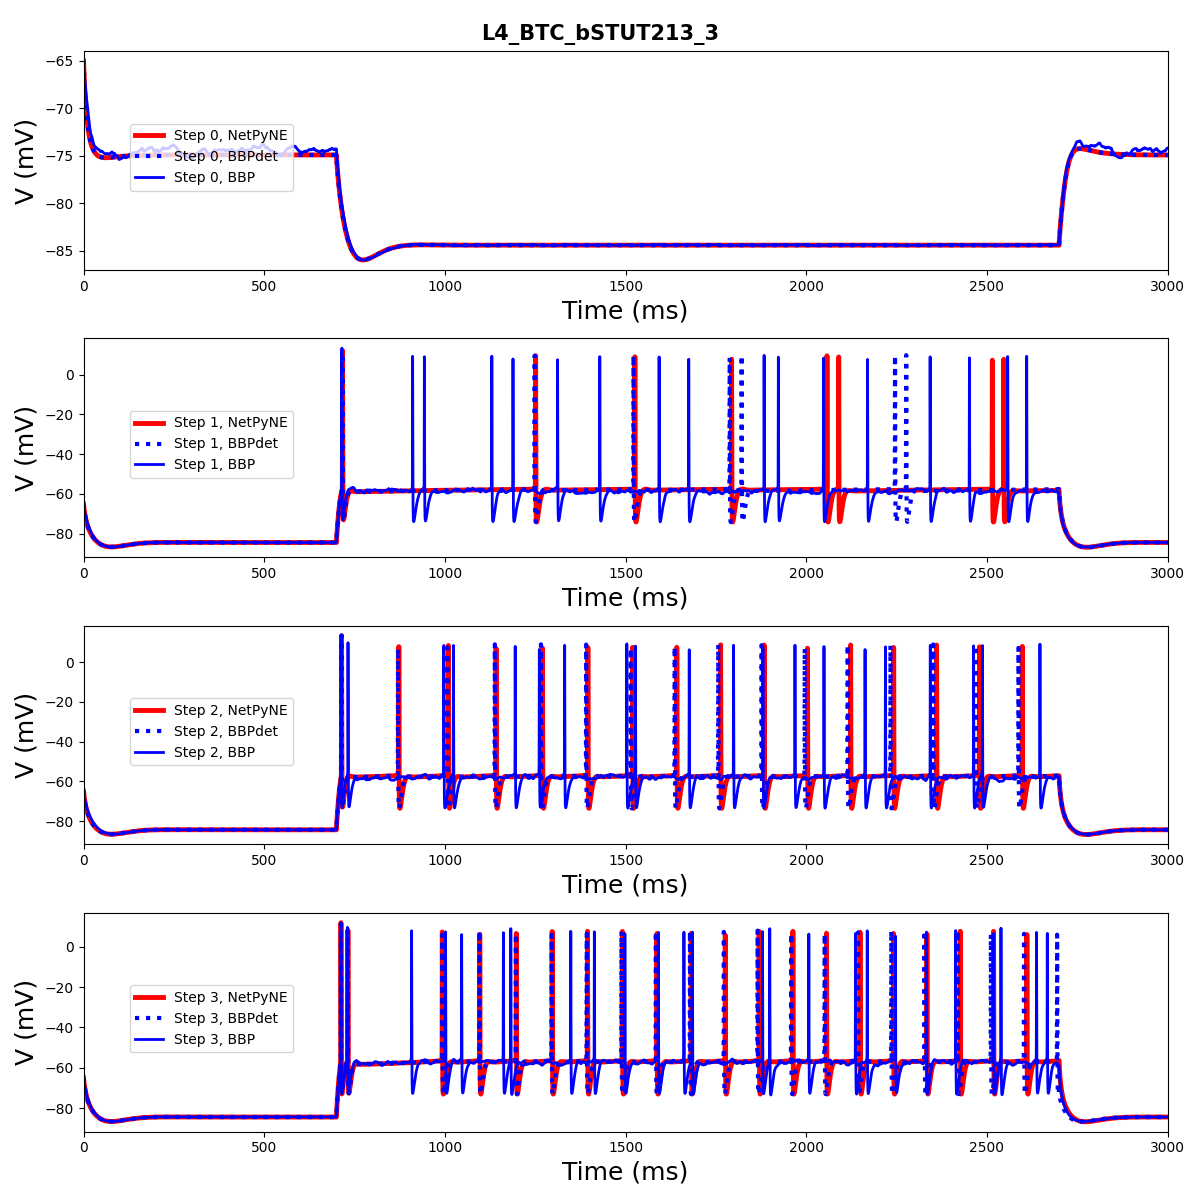 L4_BTC_bSTUT213_3
−65
−70
−75
−80
−85
V (mV)
Step 0, NetPyNE
Step 0, BBPdet
Step 0, BBP
0 500 1000 1500 2000 2500 3000
Time (ms)
0
−20
−40
−60
−80
V (mV)
Step 1, NetPyNE
Step 1, BBPdet
Step 1, BBP
0 500 1000 1500 2000 2500 3000
Time (ms)
0
−20
−40
−60
−80
V (mV)
Step 2, NetPyNE
Step 2, BBPdet
Step 2, BBP
0 500 1000 1500 2000 2500 3000
Time (ms)
0
−20
−40
−60
−80
V (mV)
Step 3, NetPyNE
Step 3, BBPdet
Step 3, BBP
0 500 1000 1500 2000 2500 3000
Time (ms)